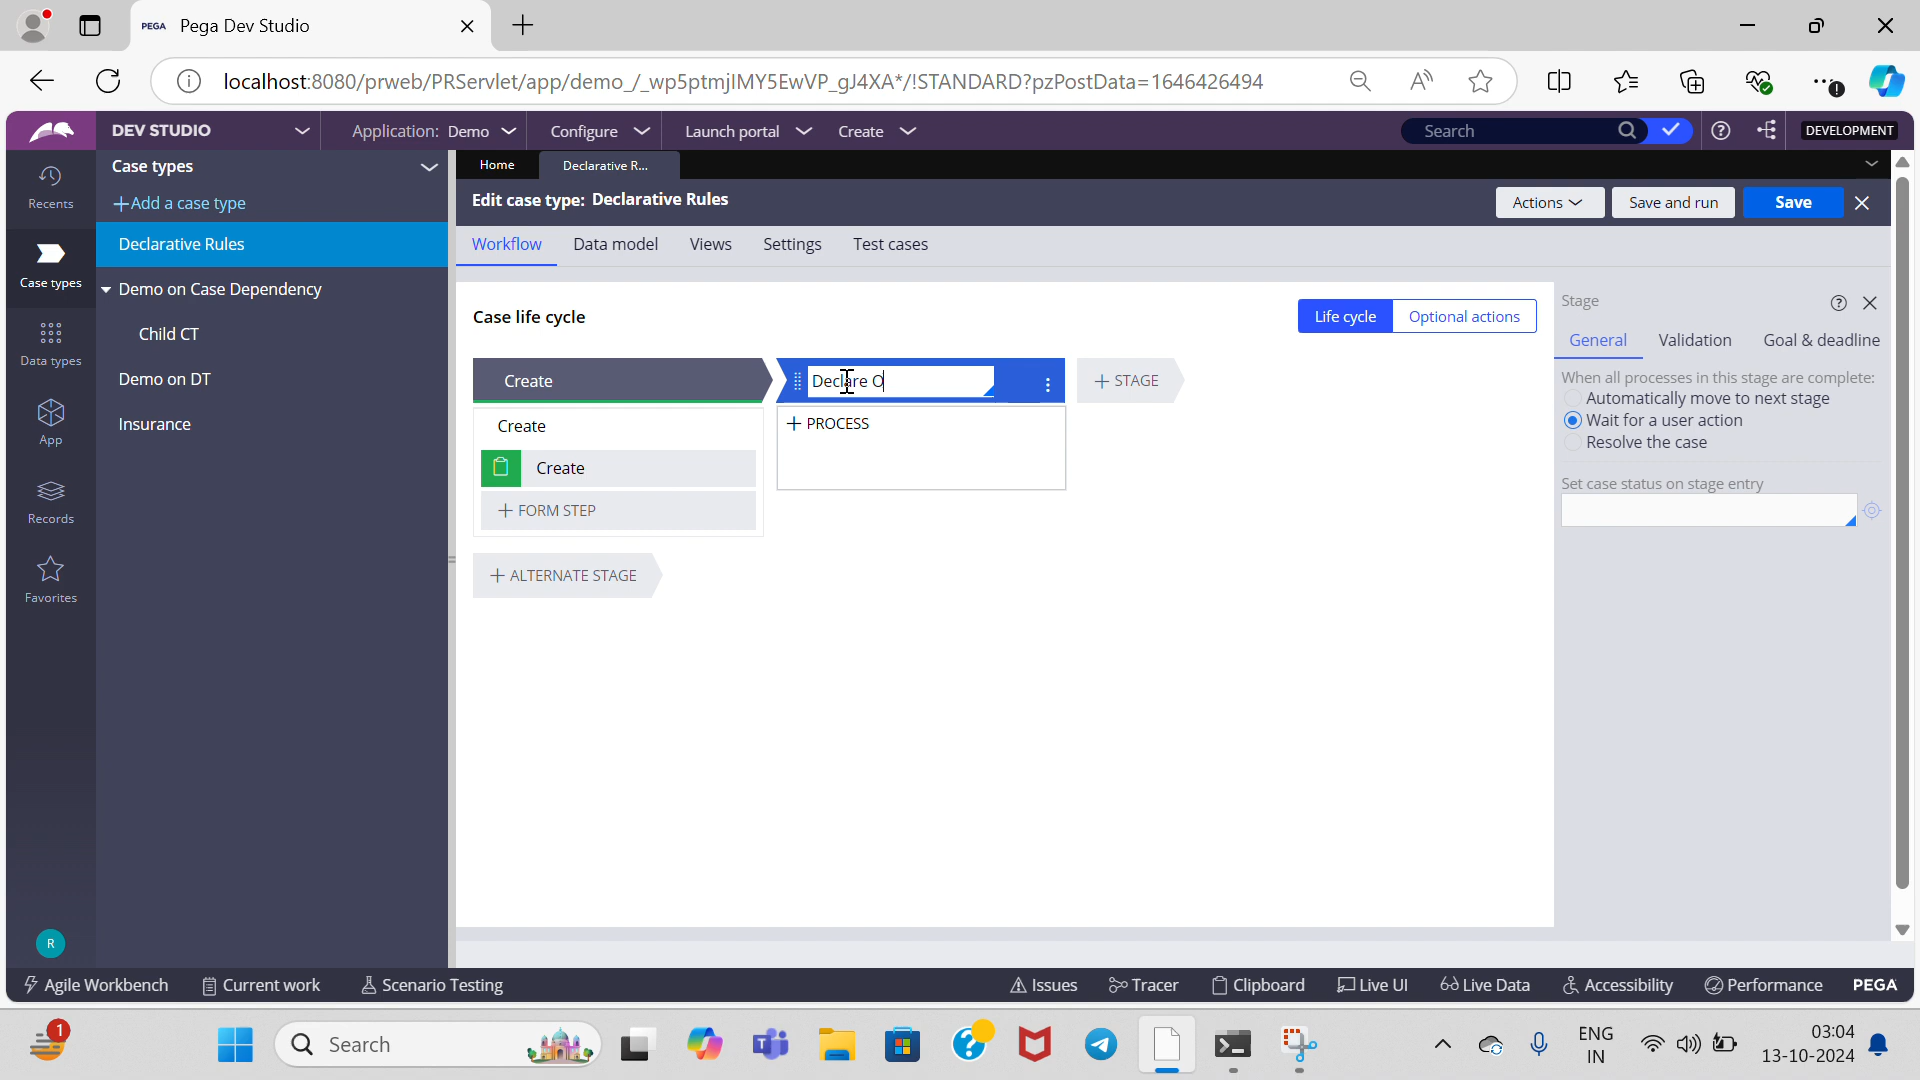 PEGA Pega Dev Studio
localhost:8080/prweb/PRServlet/app/demo_/_wp5ptmjlMY5EwVP_gJ4XA*/!STANDARD?pzPostData=1646426494
DEV STUDIO Application: Demo Configure Launch portal Create Search DEVELOPMENT
Recents
Case types
Data types
App
Records
Favorites
R
Case types
+Add a case type
Declarative Rules
Demo on Case Dependency
Child CT
Demo on DT
Insurance
Home Declarative R...
Edit case type: Declarative Rules Actions Save and run Save
Workflow Data model Views Settings Test cases
Case life cycle Life cycle Optional actions
Create Declare O + STAGE
Create + PROCESS
Create
+ FORM STEP
+ ALTERNATE STAGE
Stage
General Validation Goal & deadline
When all processes in this stage are complete:
Automatically move to next stage
Wait for a user action
Resolve the case
Set case status on stage entry
Agile Workbench Current work Scenario Testing Issues Tracer Clipboard Live UI Live Data Accessibility Performance PEGA
1 Search ENG IN 03:04 13-10-2024